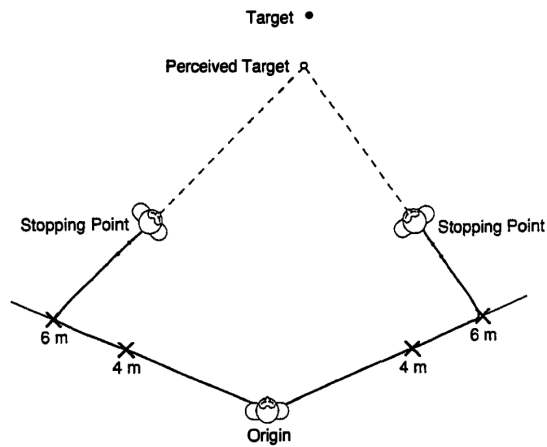 Target
Perceived Target
Stopping Point
Stopping Point
6 m
6 m
4 m
4 m
Origin